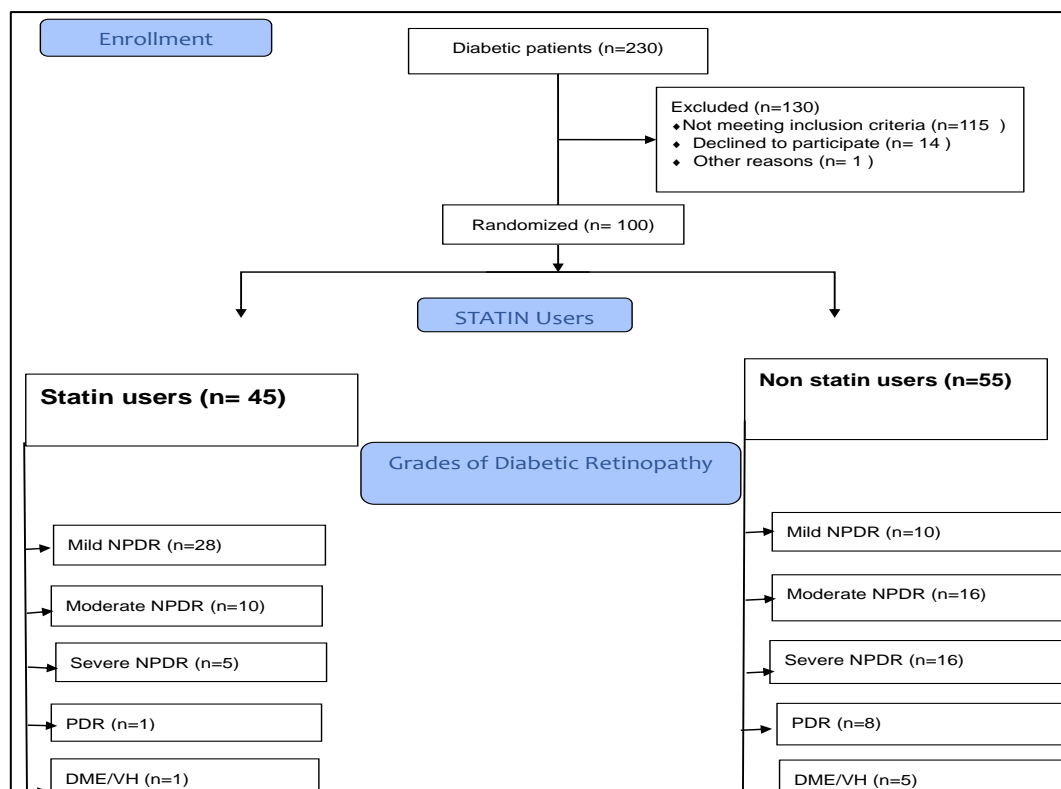 Enrollment
Diabetic patients (n=230)
Excluded (n=130)
◆Not meeting inclusion criteria (n=115  )
◆ Declined to participate (n= 14 )
◆ Other reasons (n= 1 )
Randomized (n= 100)
STATIN Users
Statin users (n= 45)
Non statin users (n=55)
Grades of Diabetic Retinopathy
Mild NPDR (n=28)
Moderate NPDR (n=10)
Severe NPDR (n=5)
PDR (n=1)
DME/VH (n=1)
Mild NPDR (n=10)
Moderate NPDR (n=16)
Severe NPDR (n=16)
PDR (n=8)
DME/VH (n=5)